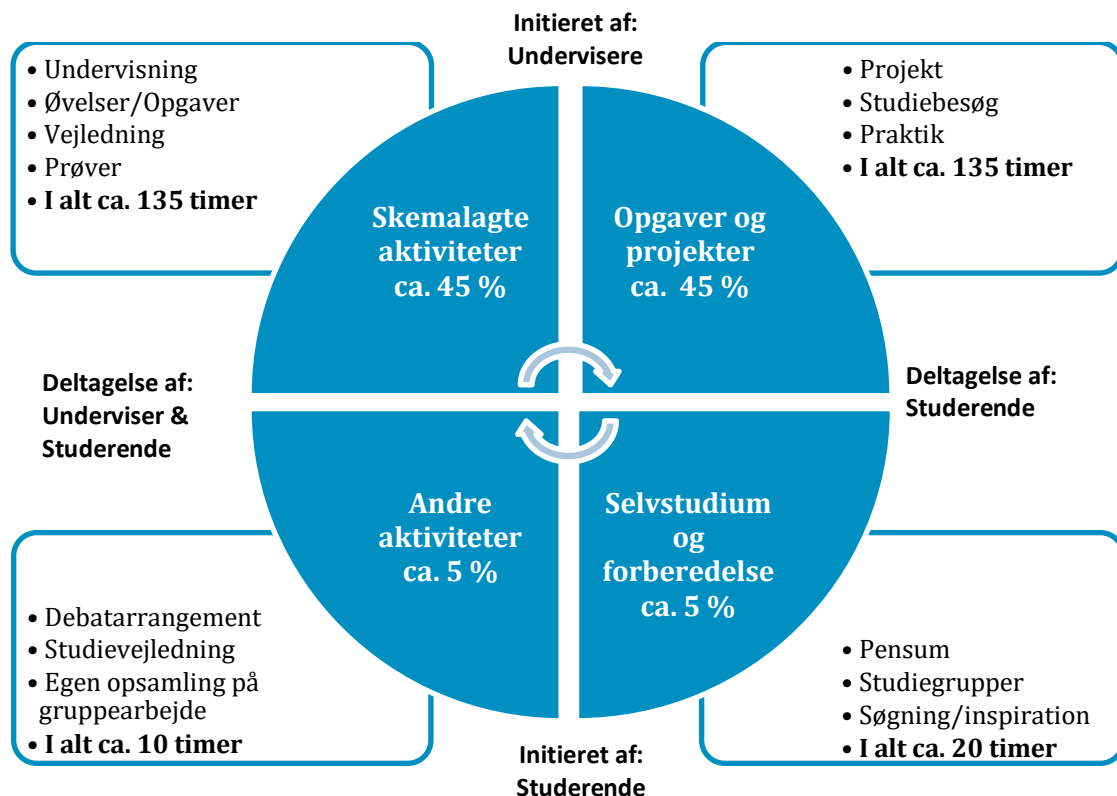 Initieret af:
Undervisere
• Undervisning
• Øvelser/Opgaver
• Vejledning
• Prøver
• I alt ca. 135 timer
• Projekt
• Studiebesøg
• Praktik
• I alt ca. 135 timer
Skemalagte
aktiviteter
ca. 45 %
Opgaver og
projekter
ca. 45 %
Deltagelse af:
Underviser &
Studerende
Deltagelse af:
Studerende
Andre
aktiviteter
ca. 5 %
Selvstudium
og
forberedelse
ca. 5 %
• Debatarrangement
• Studievejledning
• Egen opsamling på
gruppearbejde
• I alt ca. 10 timer
• Pensum
• Studiegrupper
• Søgning/inspiration
• I alt ca. 20 timer
Initieret af:
Studerende